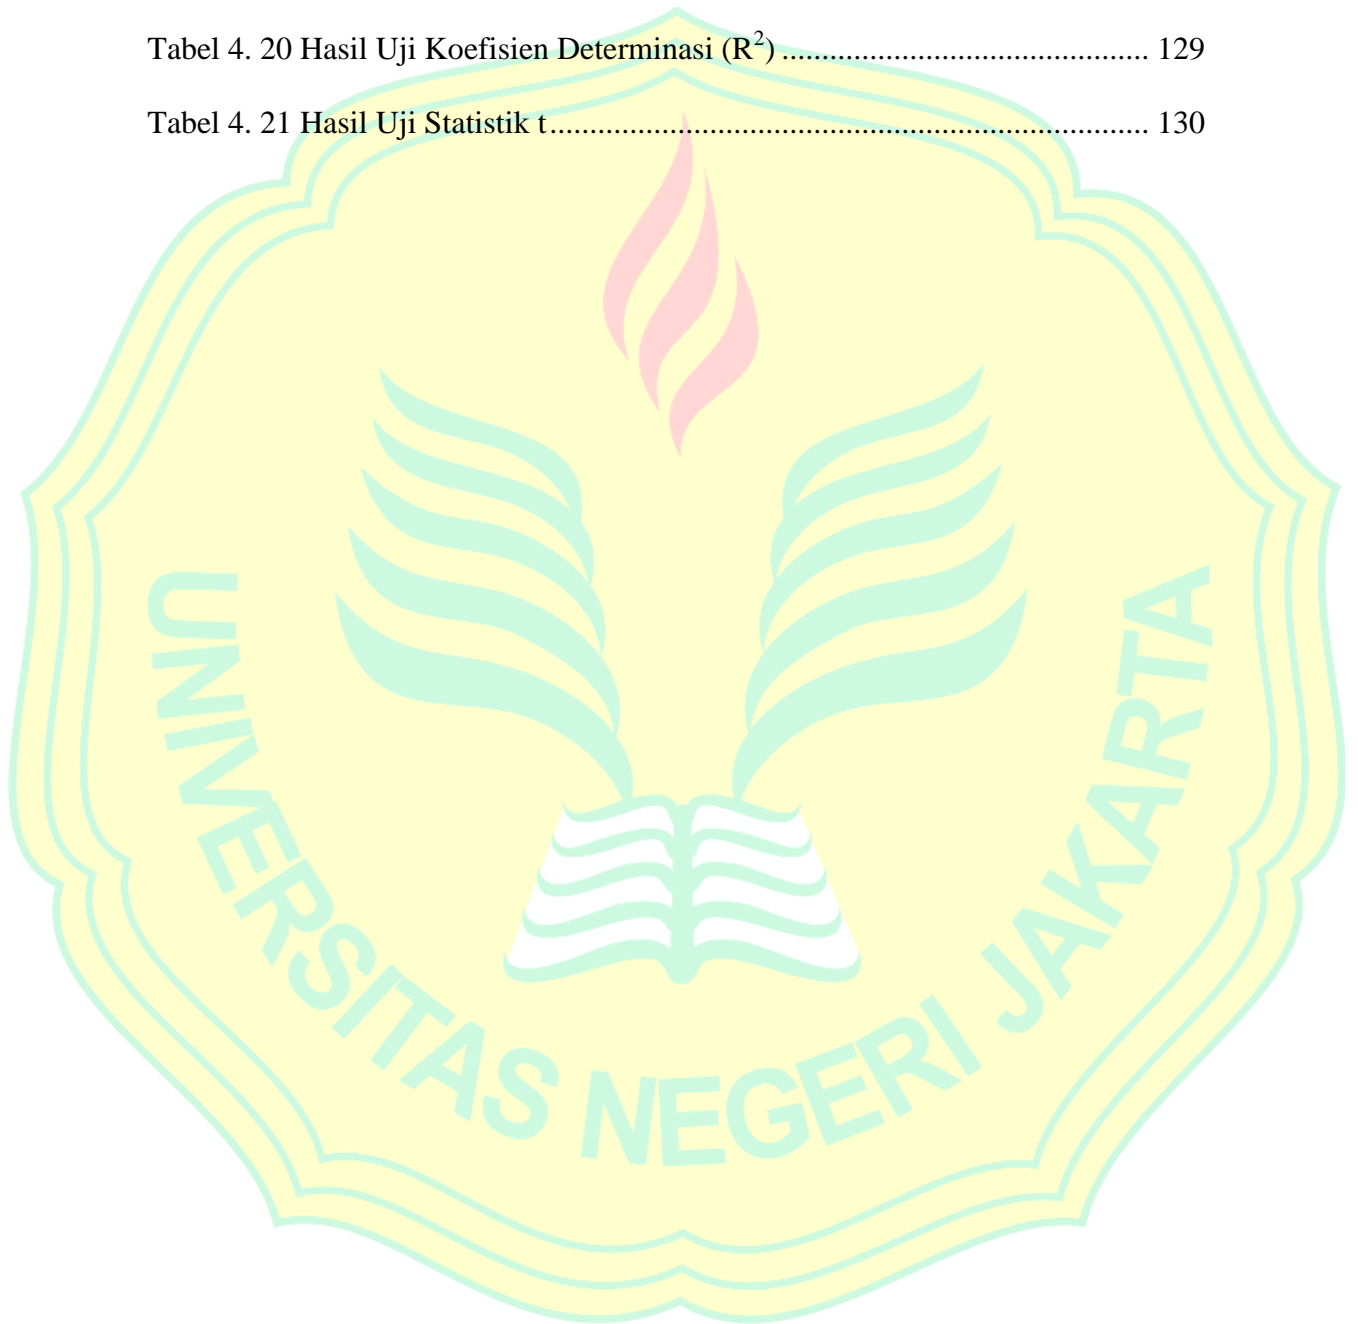 Tabel 4. 20 Hasil Uji Koefisien Determinasi (R²) .............................................. 129
Tabel 4. 21 Hasil Uji Statistik t........................................................................... 130
UNIVERSITAS NEGERI JAKARTA